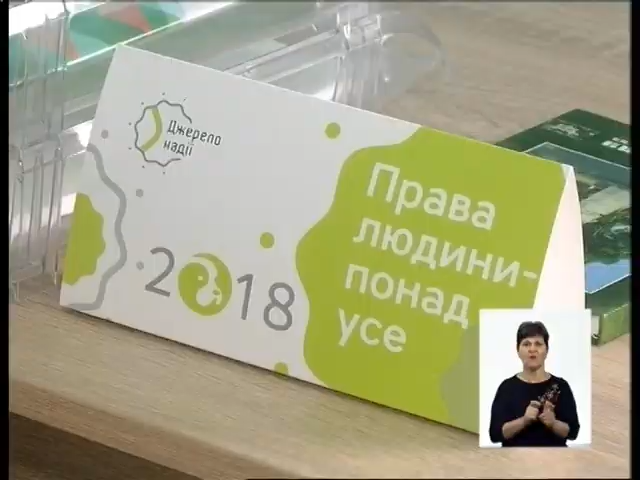 Джерело
надії
2018
Права
людини-
понад
усе